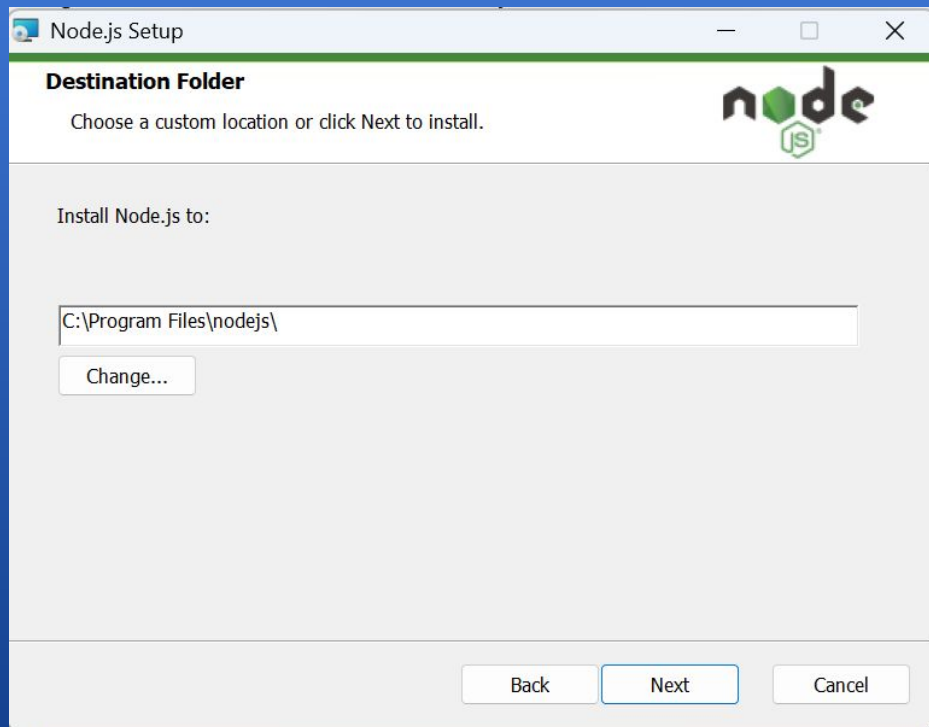 Node.js Setup
Destination Folder
Choose a custom location or click Next to install.
node
JS
Install Node.js to:
C:\Program Files\nodejs\
Change...
Back Next Cancel